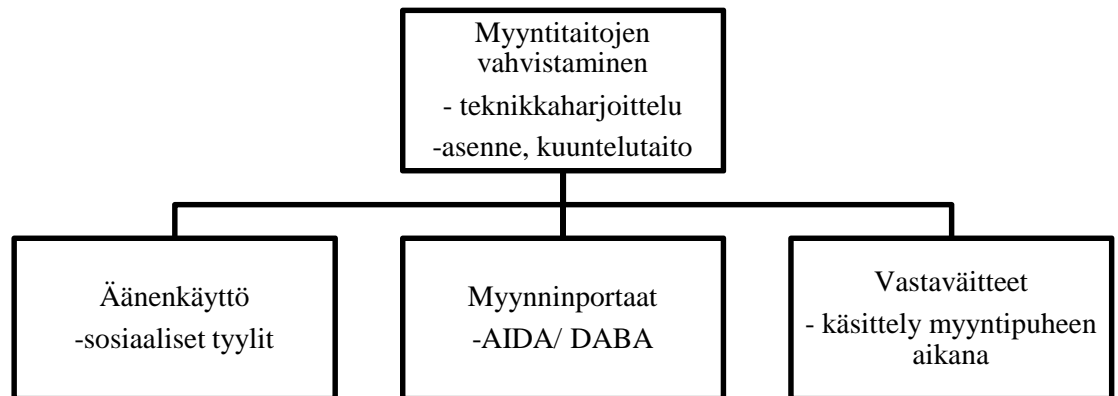 Myyntitaitojen
vahvistaminen
- teknikkaharjoittelu
-asenne, kuuntelutaito
Äänenkäyttö
-sosiaaliset tyylit
Myynninportaat
-AIDA/ DABA
Vastaväitteet
- käsittely myyntipuheen
aikana